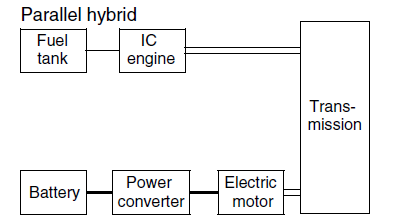 Parallel hybrid
Fuel
tank
IC
engine
Trans-
mission
Battery
Power
converter
Electric
motor